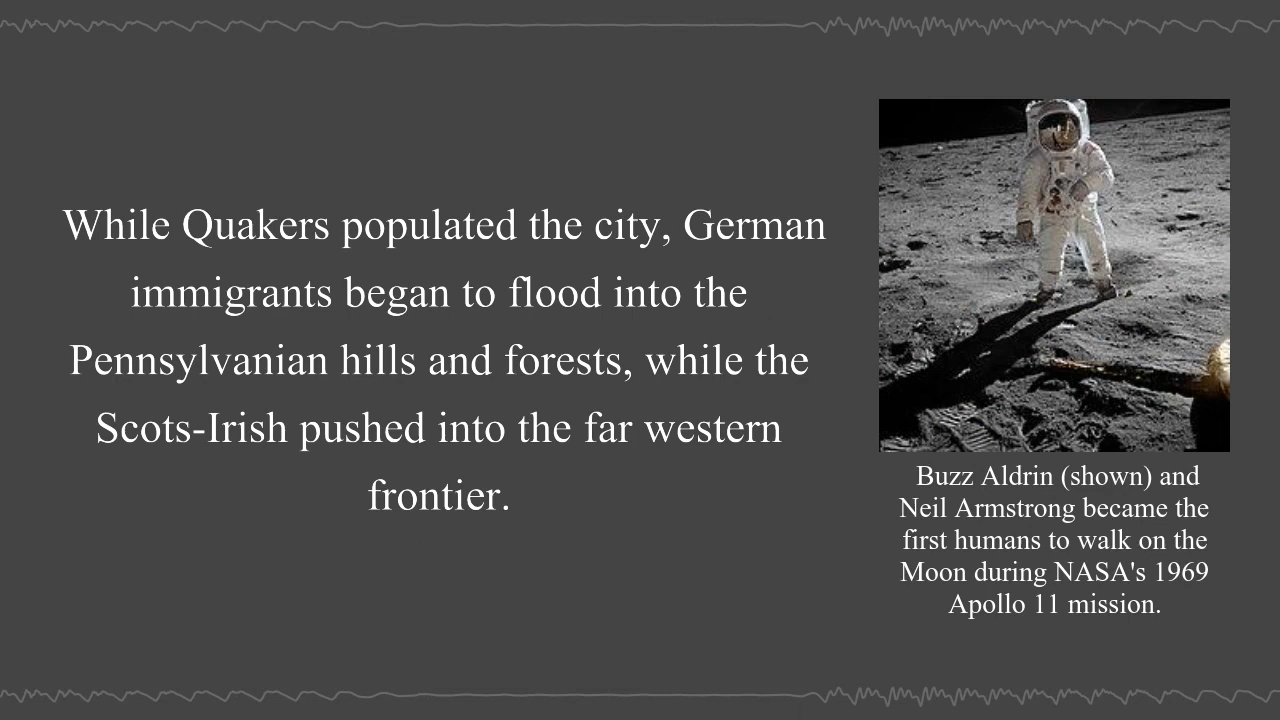 While Quakers populated the city, German
immigrants began to flood into the
Pennsylvanian hills and forests, while the
Scots-Irish pushed into the far western
frontier.
Buzz Aldrin (shown) and
Neil Armstrong became the
first humans to walk on the
Moon during NASA's 1969
Apollo 11 mission.